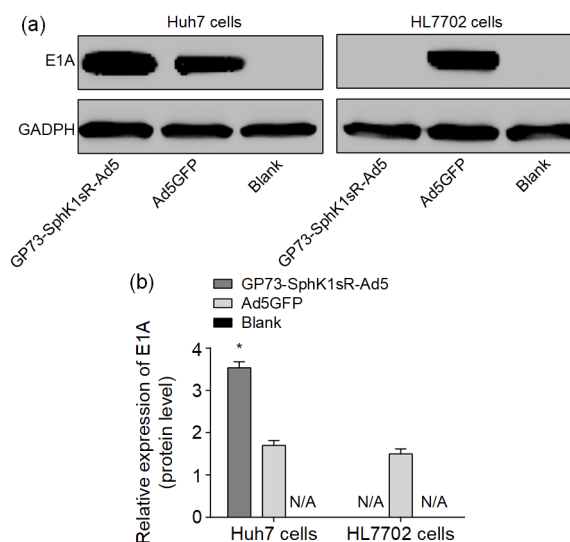 (a)
Huh7 cells
HL7702 cells
E1A
GADPH
GP73-SphK1sR-Ad5
Ad5GFP
Blank
GP73-SphK1sR-Ad5
Ad5GFP
Blank
(b)
GP73-SphK1sR-Ad5
Ad5GFP
Blank
Relative expression of E1A
(protein level)
4
3
2
1
0
*
N/A
N/A
N/A
Huh7 cells
HL7702 cells